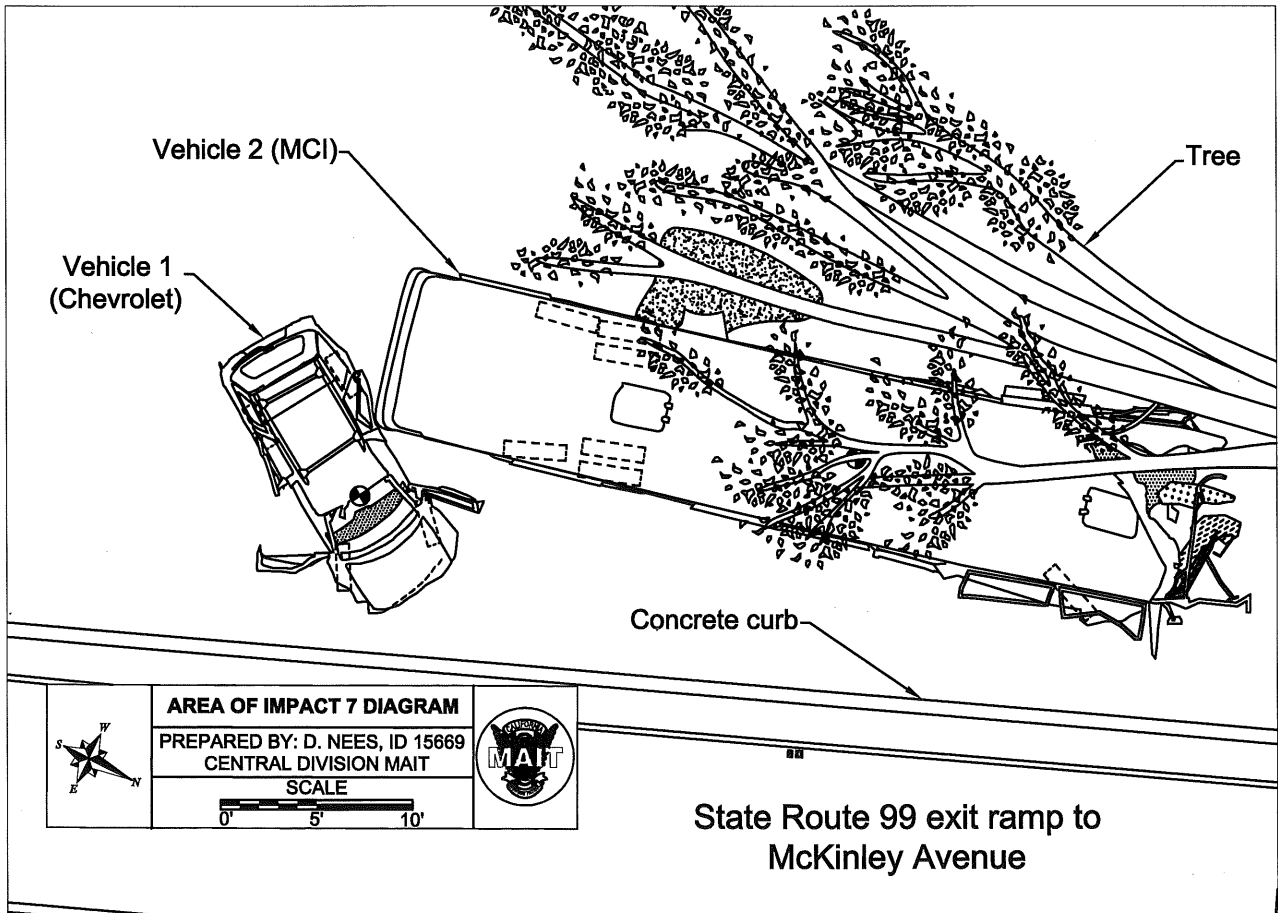 Vehicle 2 (MCI)
Tree
Vehicle 1
(Chevrolet)
Concrete curb
W
S
E
N
AREA OF IMPACT 7 DIAGRAM
PREPARED BY: D. NEES, ID 15669
CENTRAL DIVISION MAIT
SCALE
0' 5' 10'
CALIFORNIA
MAIT
State Route 99 exit ramp to
McKinley Avenue